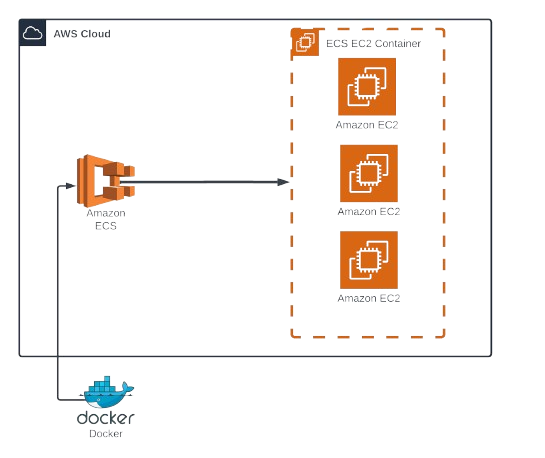 AWS Cloud
ECS EC2 Container
Amazon EC2
Amazon EC2
Amazon
ECS
Amazon EC2
docker
Docker